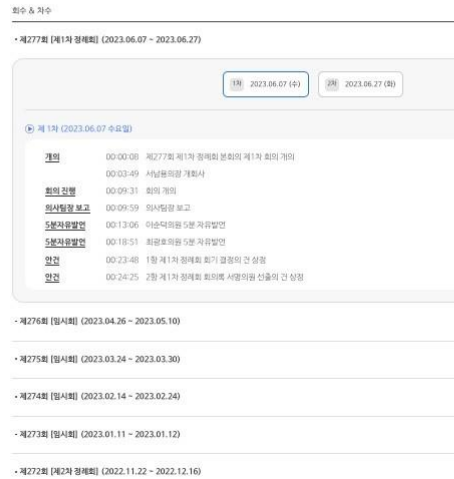 회수 & 차수
• 제277회 [제1차 정례회] (2023.06.07 ~ 2023.06.27)
1차 2023.06.07 (수) 2차 2023.06.27 (화)
제 1차 (2023.06.07 수요일)
개의 00:00:08 제277회 제1차 정례회 본회의 제1차 회의 개의
00:03:49 서남용의장 개회사
회의 진행 00:09:31 회의 개의
의사팀장 보고 00:09:59 의사팀장 보고
5분자유발언 00:13:06 이순덕의원 5분 자유발언
5분자유발언 00:18:51 최광호의원 5분 자유발언
안건 00:23:48 1항 제1차 정례회 회기 결정의 건 상정
안건 00:24:25 2항 제1차 정례회 회의록 서명의원 선출의 건 상정
• 제276회 [임시회] (2023.04.26 ~ 2023.05.10)
• 제275회 [임시회] (2023.03.24 ~ 2023.03.30)
• 제274회 [임시회] (2023.02.14 ~ 2023.02.24)
• 제273회 [임시회] (2023.01.11 ~ 2023.01.12)
• 제272회 [제2차 정례회] (2022.11.22 ~ 2022.12.16)